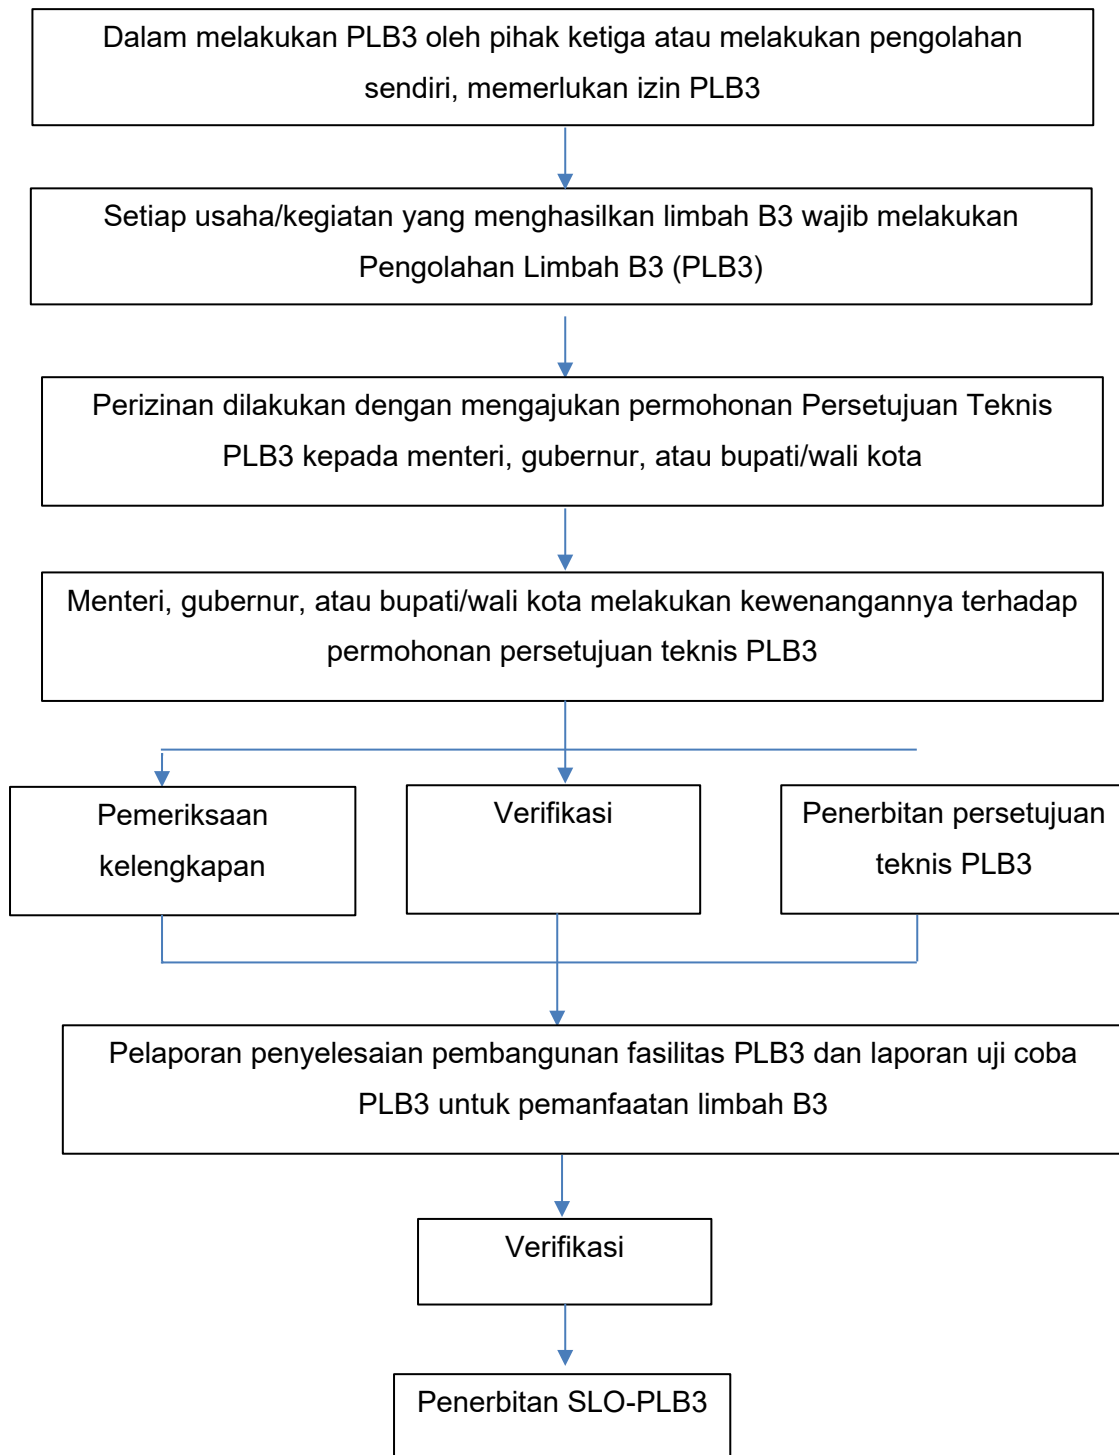 Dalam melakukan PLB3 oleh pihak ketiga atau melakukan pengolahan
sendiri, memerlukan izin PLB3
Setiap usaha/kegiatan yang menghasilkan limbah B3 wajib melakukan
Pengolahan Limbah B3 (PLB3)
Perizinan dilakukan dengan mengajukan permohonan Persetujuan Teknis
PLB3 kepada menteri, gubernur, atau bupati/wali kota
Menteri, gubernur, atau bupati/wali kota melakukan kewenangannya terhadap
permohonan persetujuan teknis PLB3
Pemeriksaan
kelengkapan
Verifikasi
Penerbitan persetujuan
teknis PLB3
Pelaporan penyelesaian pembangunan fasilitas PLB3 dan laporan uji coba
PLB3 untuk pemanfaatan limbah B3
Verifikasi
Penerbitan SLO-PLB3